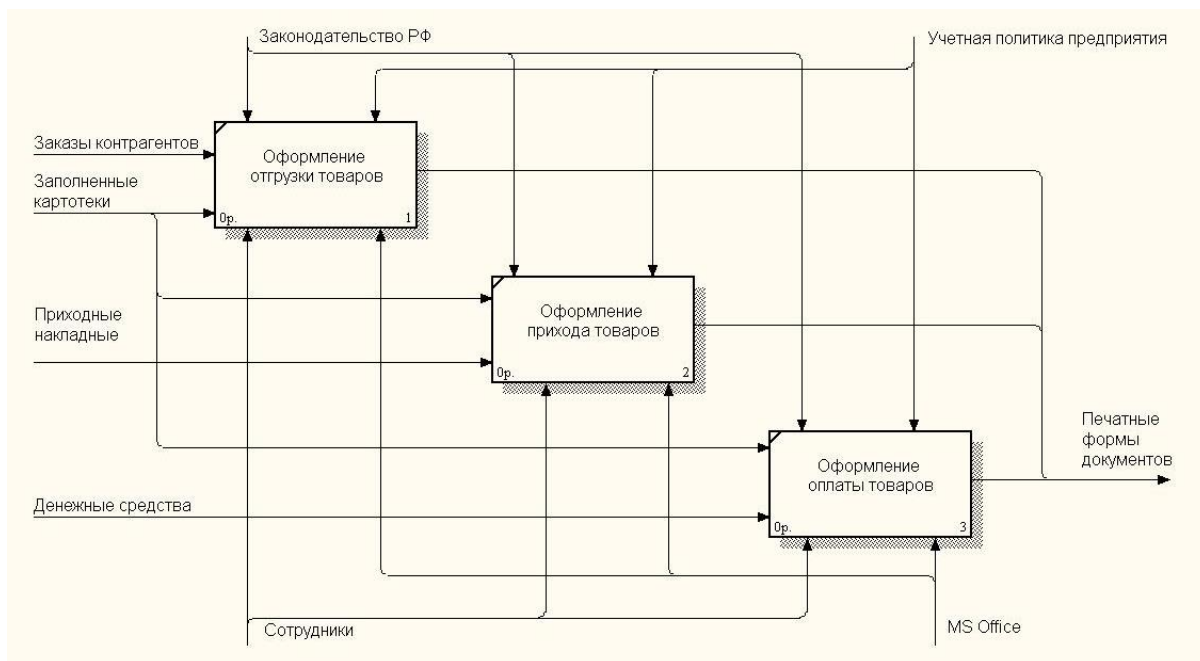 Законодательство РФ
Учетная политика предприятия
Заказы контрагентов
Заполненные
картотеки
Оформление
отгрузки товаров
0р.
1
Приходные
накладные
Оформление
прихода товаров
0р.
2
Денежные средства
Оформление
оплаты товаров
0р.
3
Печатные
формы
документов
Сотрудники
MS Office